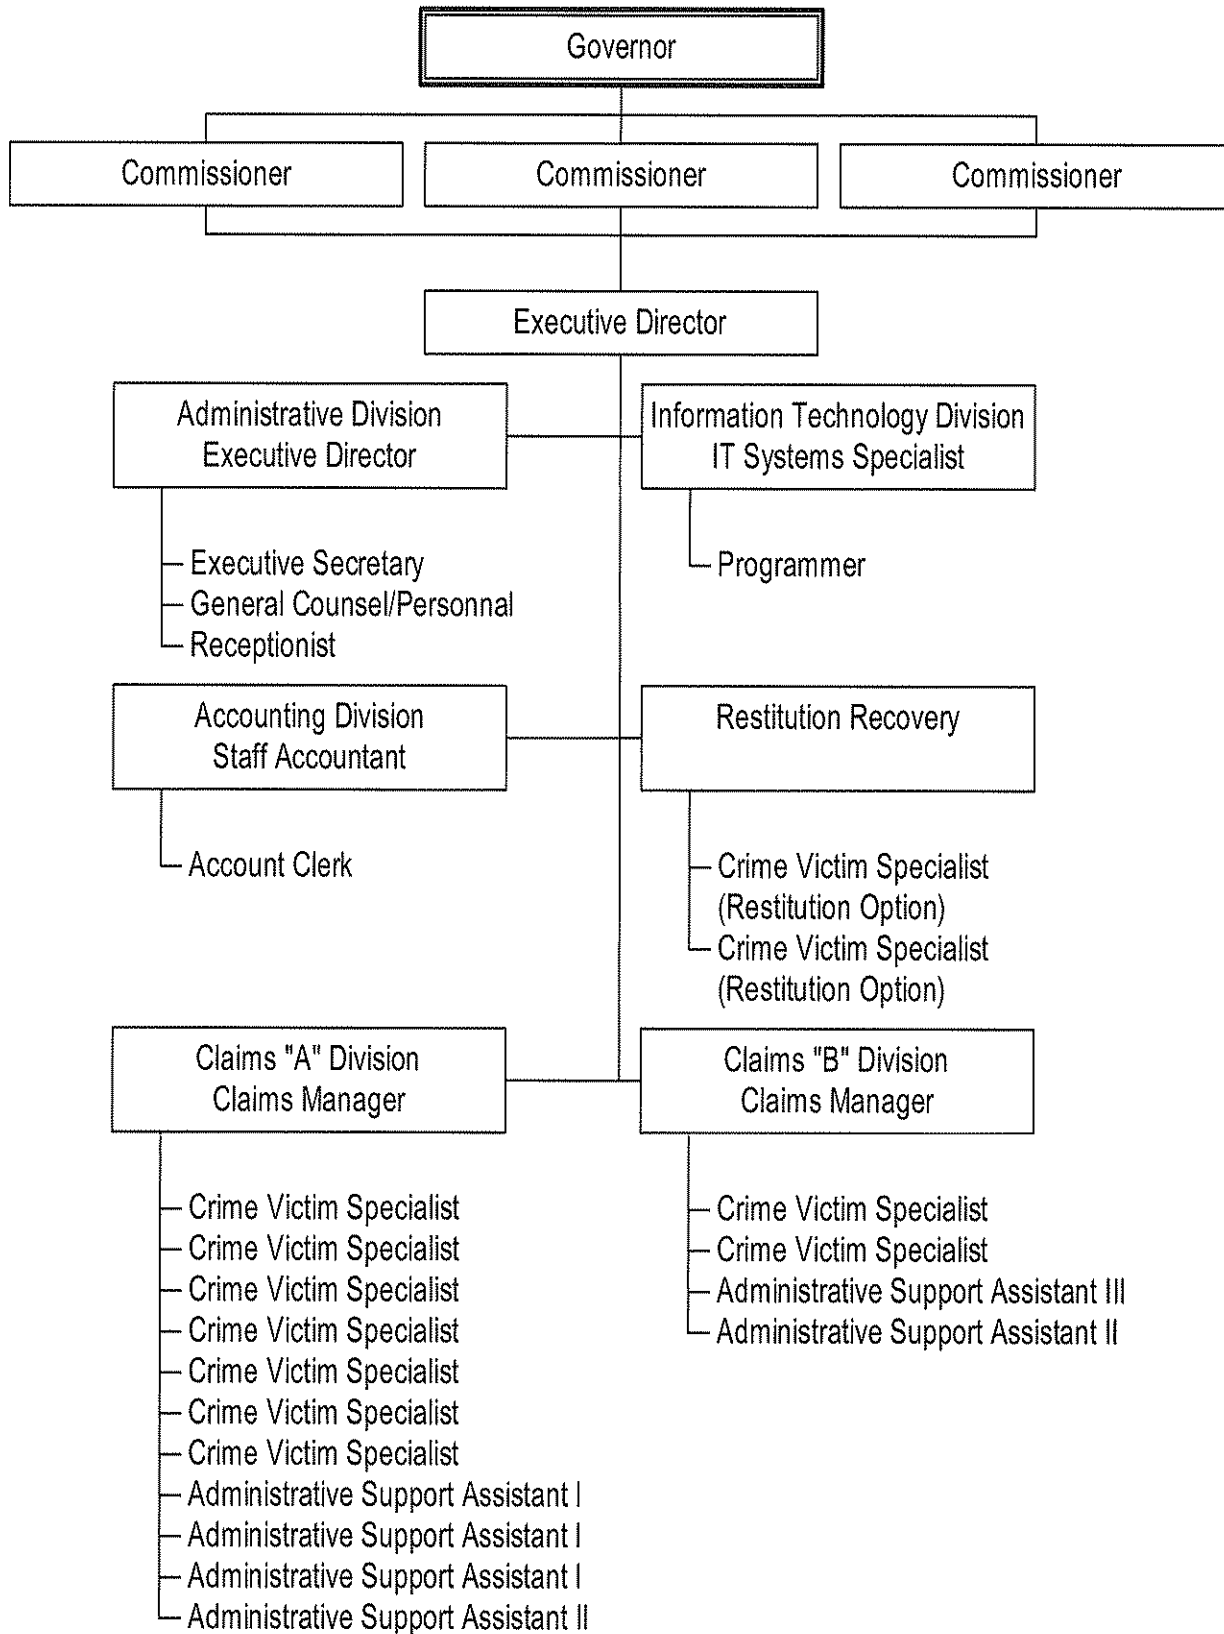 Governor
Commissioner
Commissioner
Commissioner
Executive Director
Administrative Division
Executive Director
Information Technology Division
IT Systems Specialist
Executive Secretary
General Counsel/Personnal
Receptionist
Programmer
Accounting Division
Staff Accountant
Restitution Recovery
Account Clerk
Crime Victim Specialist
(Restitution Option)
Crime Victim Specialist
(Restitution Option)
Claims "A" Division
Claims Manager
Claims "B" Division
Claims Manager
Crime Victim Specialist
Crime Victim Specialist
Crime Victim Specialist
Crime Victim Specialist
Crime Victim Specialist
Crime Victim Specialist
Crime Victim Specialist
Administrative Support Assistant I
Administrative Support Assistant I
Administrative Support Assistant I
Administrative Support Assistant II
Crime Victim Specialist
Crime Victim Specialist
Administrative Support Assistant III
Administrative Support Assistant II